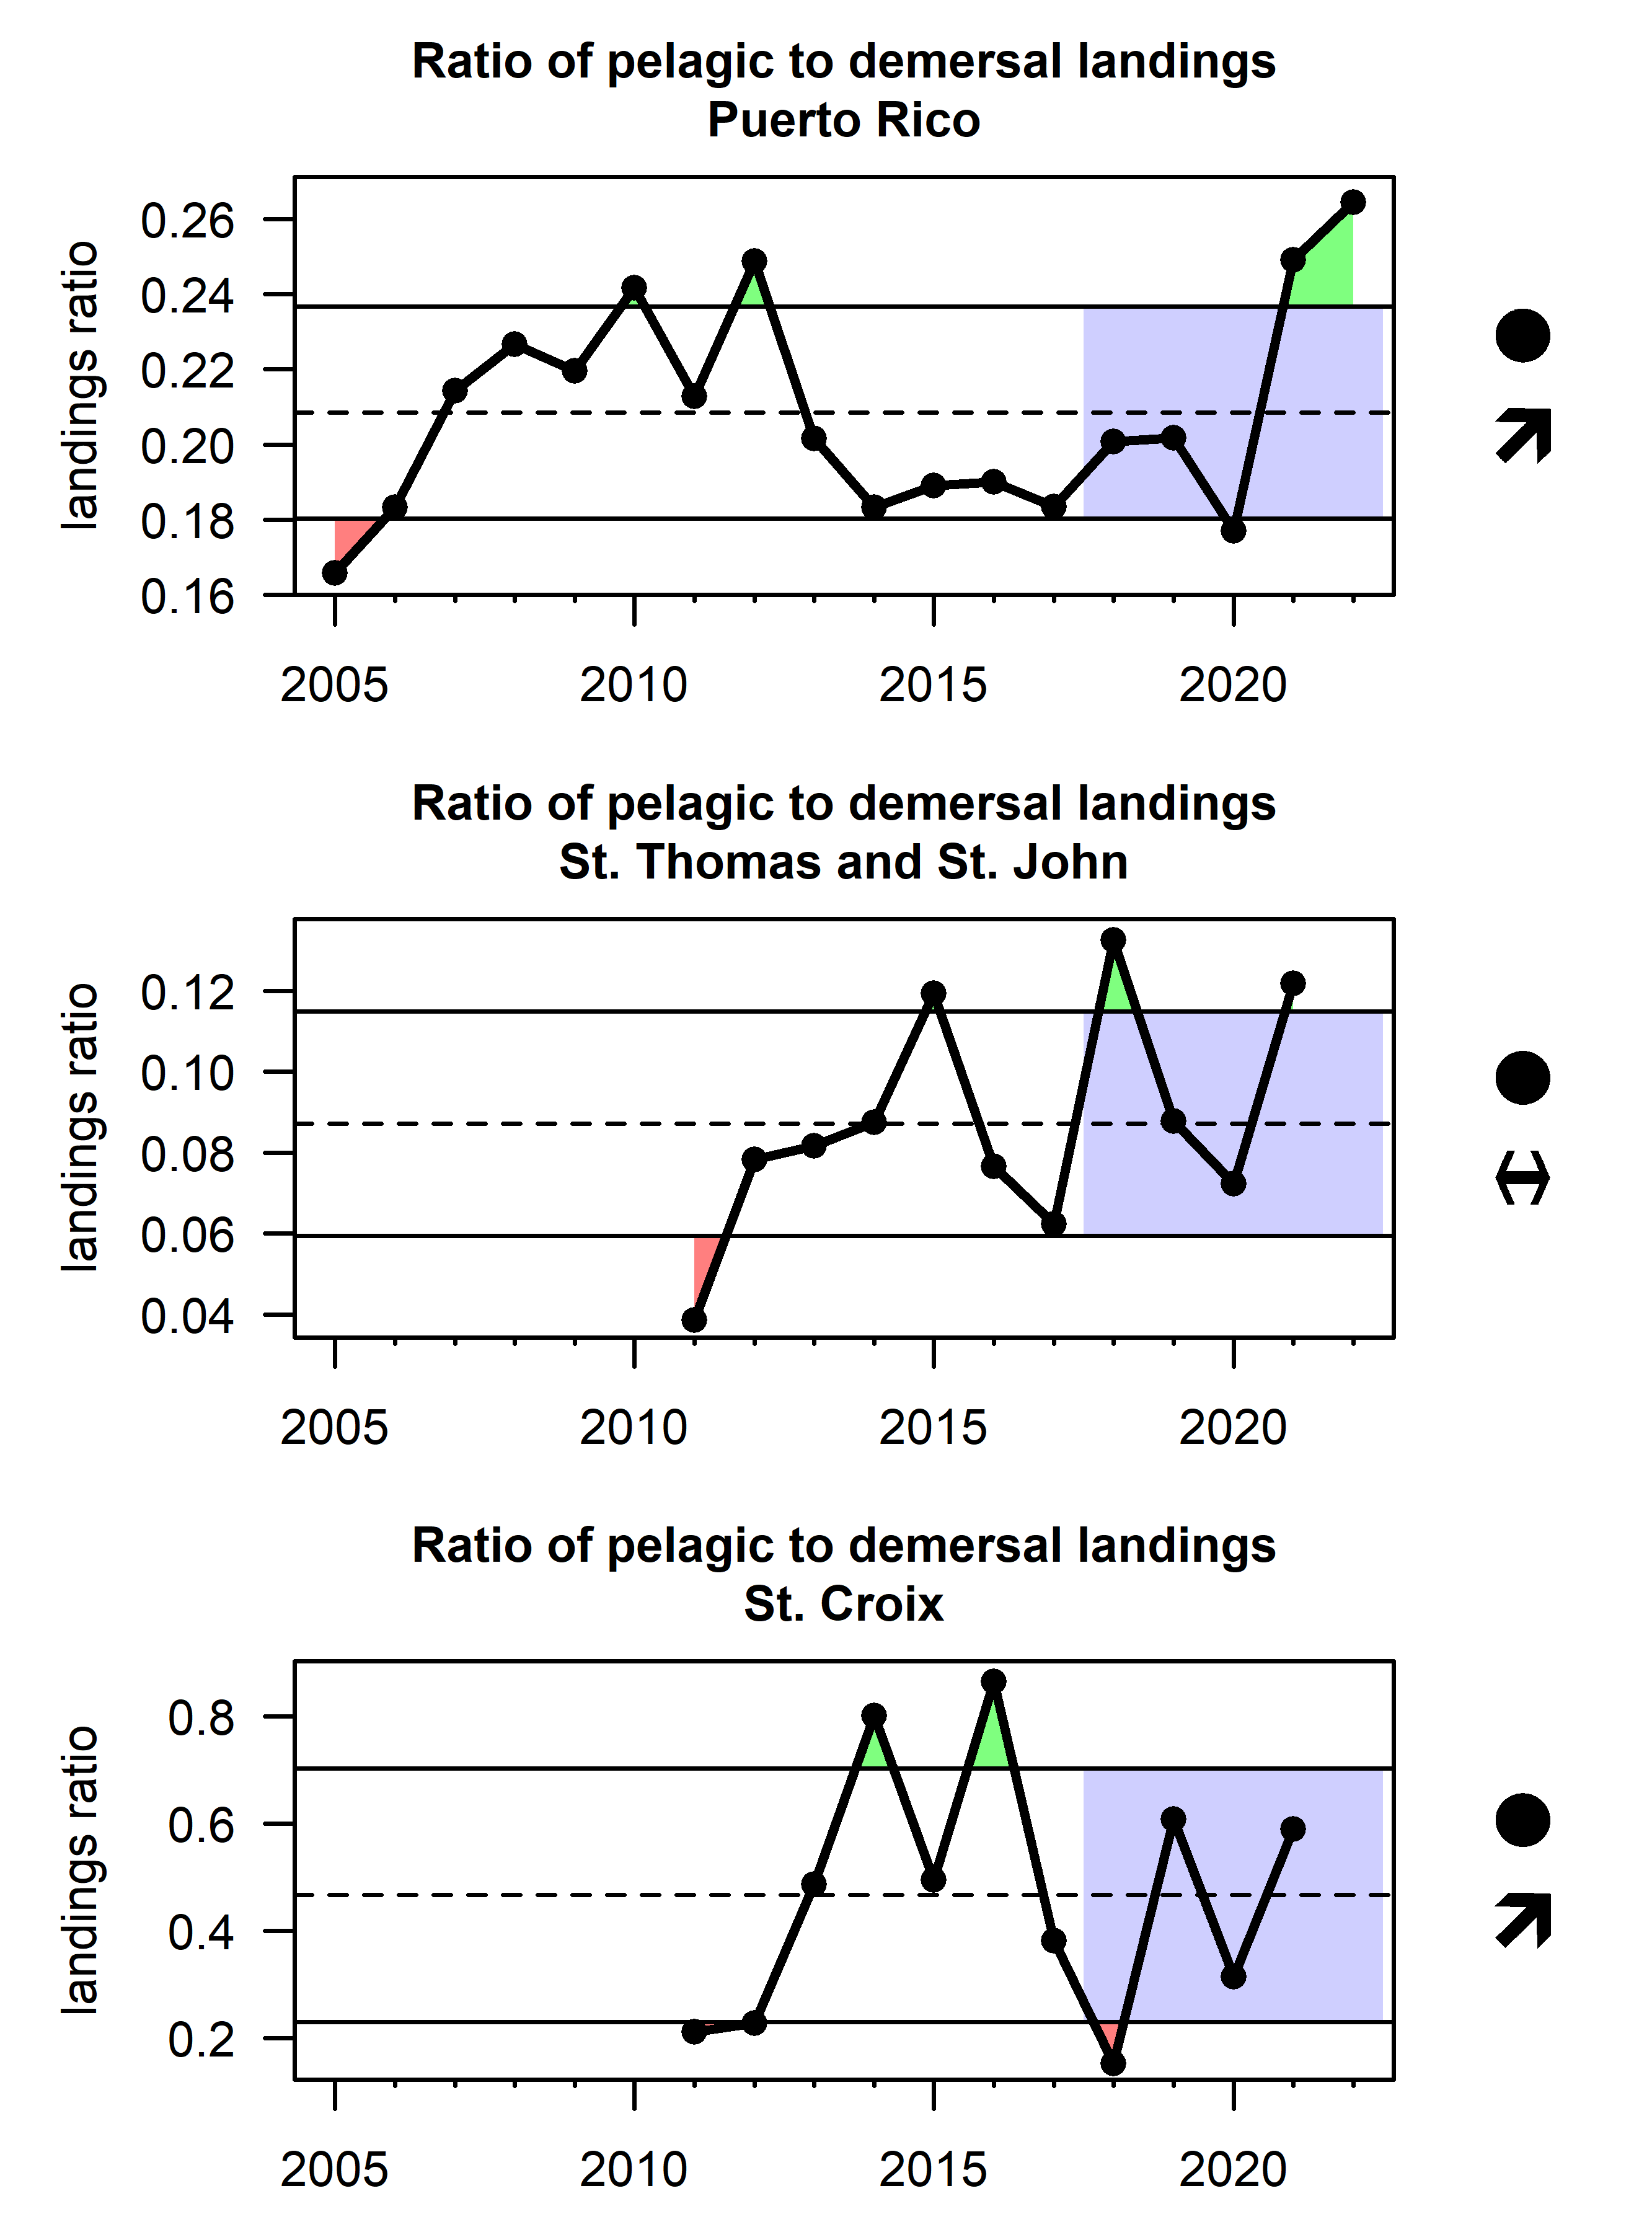 Ratio of pelagic to demersal landings
Puerto Rico
landings ratio
0.26
0.24
0.22
0.20
0.18
0.16
2005 2010 2015 2020
Ratio of pelagic to demersal landings
St. Thomas and St. John
landings ratio
0.12
0.10
0.08
0.06
0.04
2005 2010 2015 2020
Ratio of pelagic to demersal landings
St. Croix
landings ratio
0.8
0.6
0.4
0.2
2005 2010 2015 2020